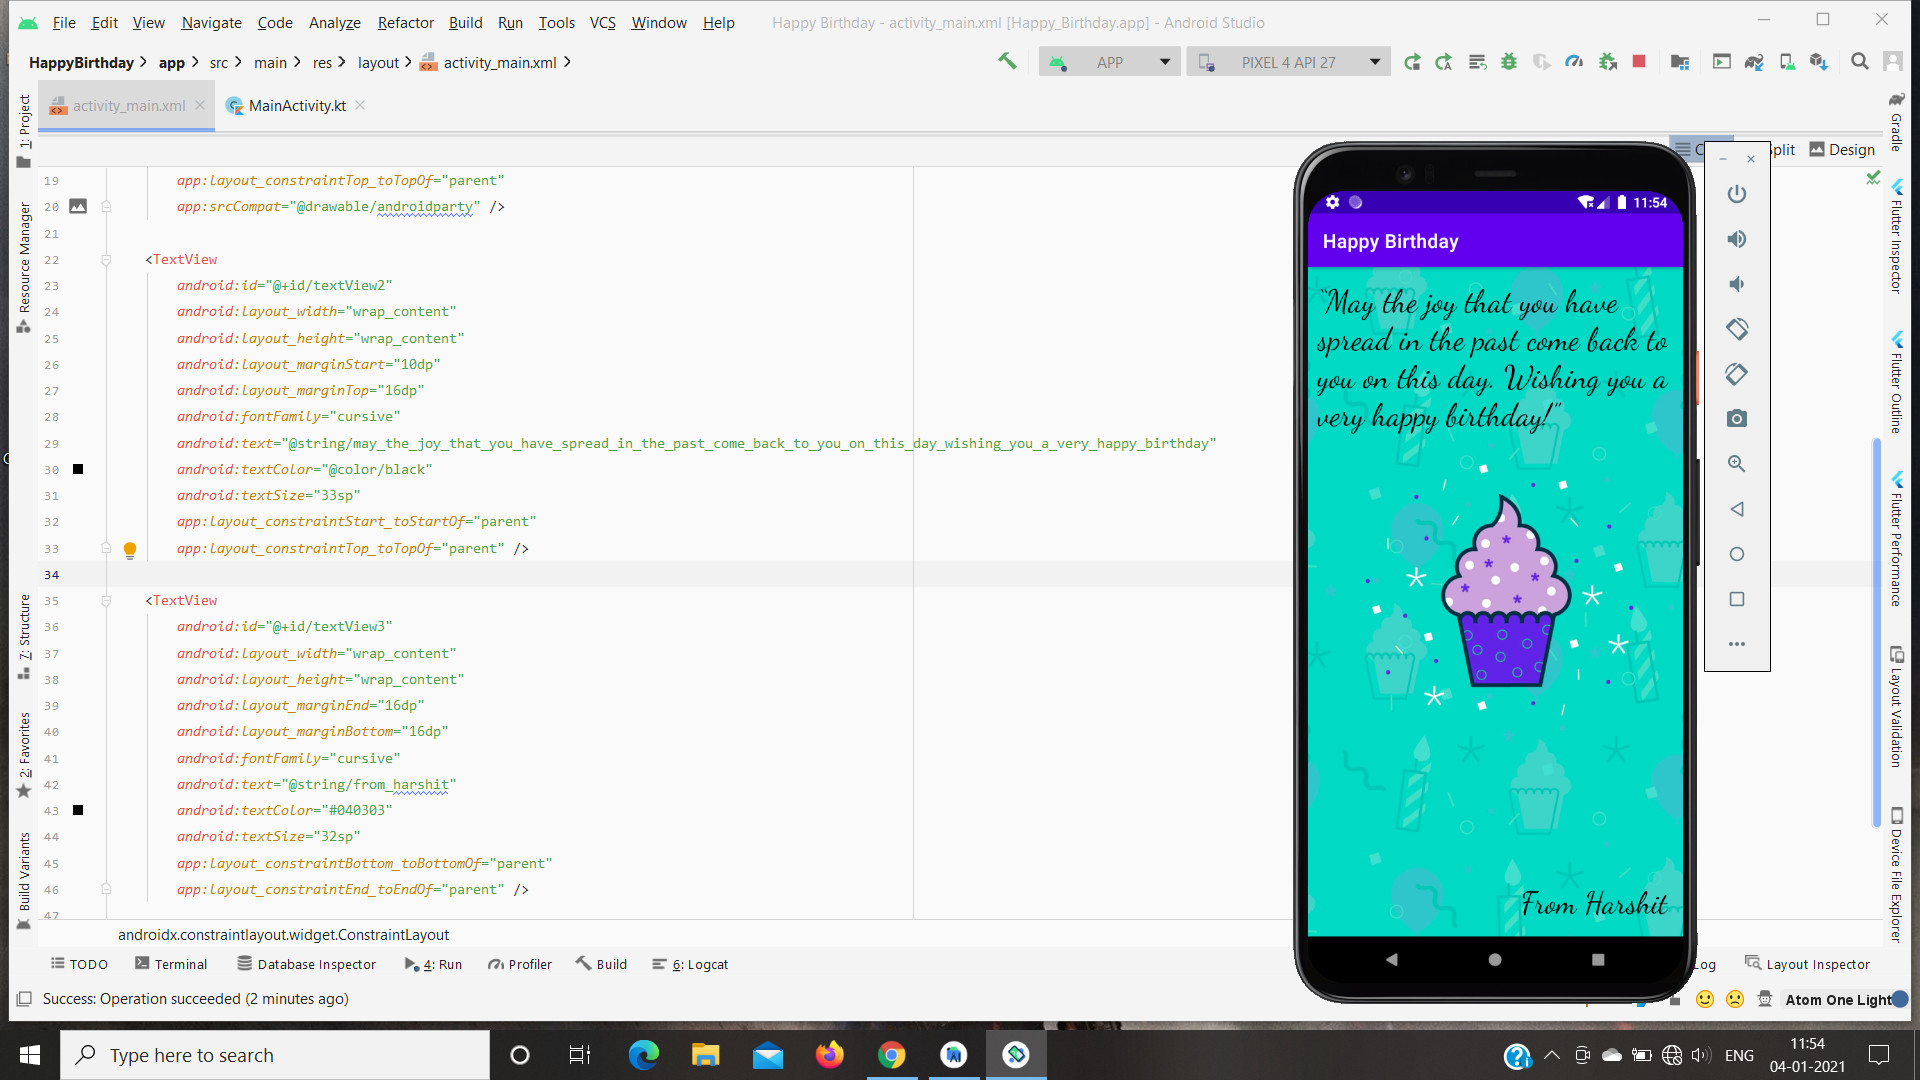 File Edit View Navigate Code Analyze Refactor Build Run Tools VCS Window Help Happy Birthday - activity_main.xml [Happy_Birthday.app] - Android Studio
HappyBirthday app src main res layout activity_main.xml APP PIXEL 4 API 27
activity_main.xml MainActivity.kt
Split Design
1: Project
Resource Manager
7: Structure
2: Favorites
Build Variants
19 app:layout_constraintTop_toTopOf="parent"
20 app:srcCompat="@drawable/androidparty" />
21
22 <TextView
23 android:id="@+id/textView2"
24 android:layout_width="wrap_content"
25 android:layout_height="wrap_content"
26 android:layout_marginStart="10dp"
27 android:layout_marginTop="16dp"
28 android:fontFamily="cursive"
29 android:text="@string/may_the_joy_that_you_have_spread_in_the_past_come_back_to_you_on_this_day_wishing_you_a_very_happy_birthday"
30 android:textColor="@color/black"
31 android:textSize="33sp"
32 app:layout_constraintStart_toStartOf="parent"
33 app:layout_constraintTop_toTopOf="parent" />
34
35 <TextView
36 android:id="@+id/textView3"
37 android:layout_width="wrap_content"
38 android:layout_height="wrap_content"
39 android:layout_marginEnd="16dp"
40 android:layout_marginBottom="16dp"
41 android:fontFamily="cursive"
42 android:text="@string/from_harshit"
43 android:textColor="#040303"
44 android:textSize="32sp"
45 app:layout_constraintBottom_toBottomOf="parent"
46 app:layout_constraintEnd_toEndOf="parent" />
47
androidx.constraintlayout.widget.ConstraintLayout
11:54
Happy Birthday
“May the joy that you have
spread in the past come back to
you on this day. Wishing you a
very happy birthday!”
From Harshit
Gradle
Flutter Inspector
Flutter Outline
Flutter Performance
Layout Validation
Device File Explorer
TODO Terminal Database Inspector 4: Run Profiler Build 6: Logcat Log Layout Inspector
Success: Operation succeeded (2 minutes ago) Atom One Light
Type here to search ENG 11:54
04-01-2021